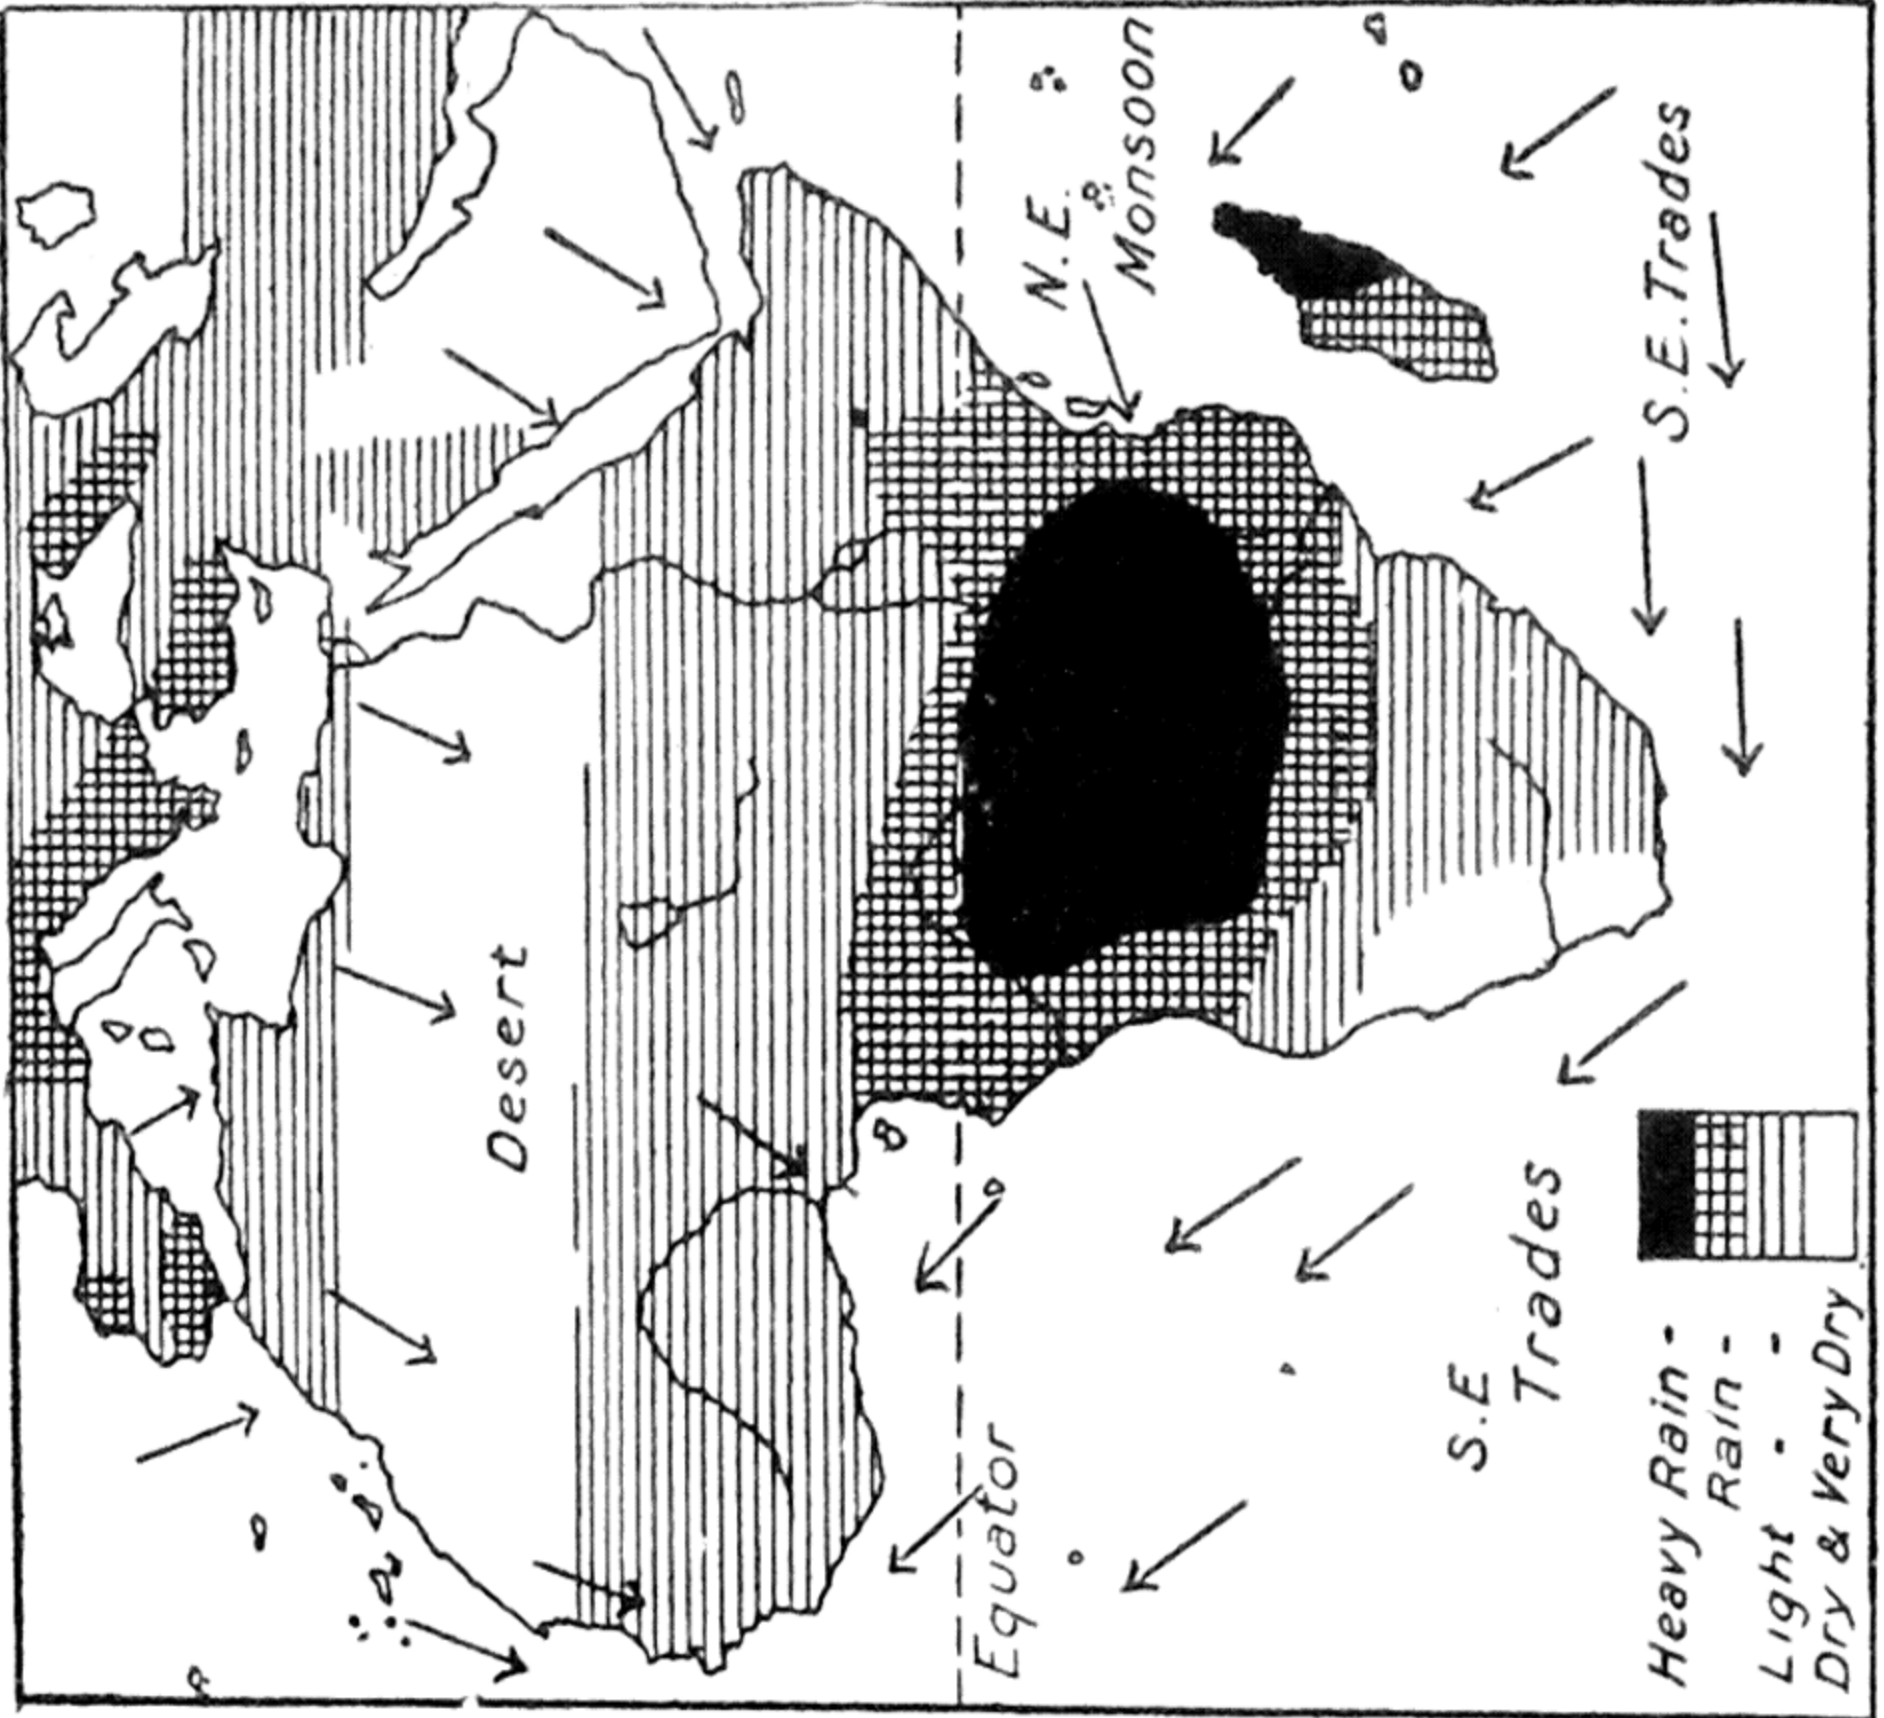 Desert
Equator
N.E.
Monsoon
S.E. Trades
S.E
Trades
Heavy Rain -
Rain -
Light - -
Dry & Very Dry